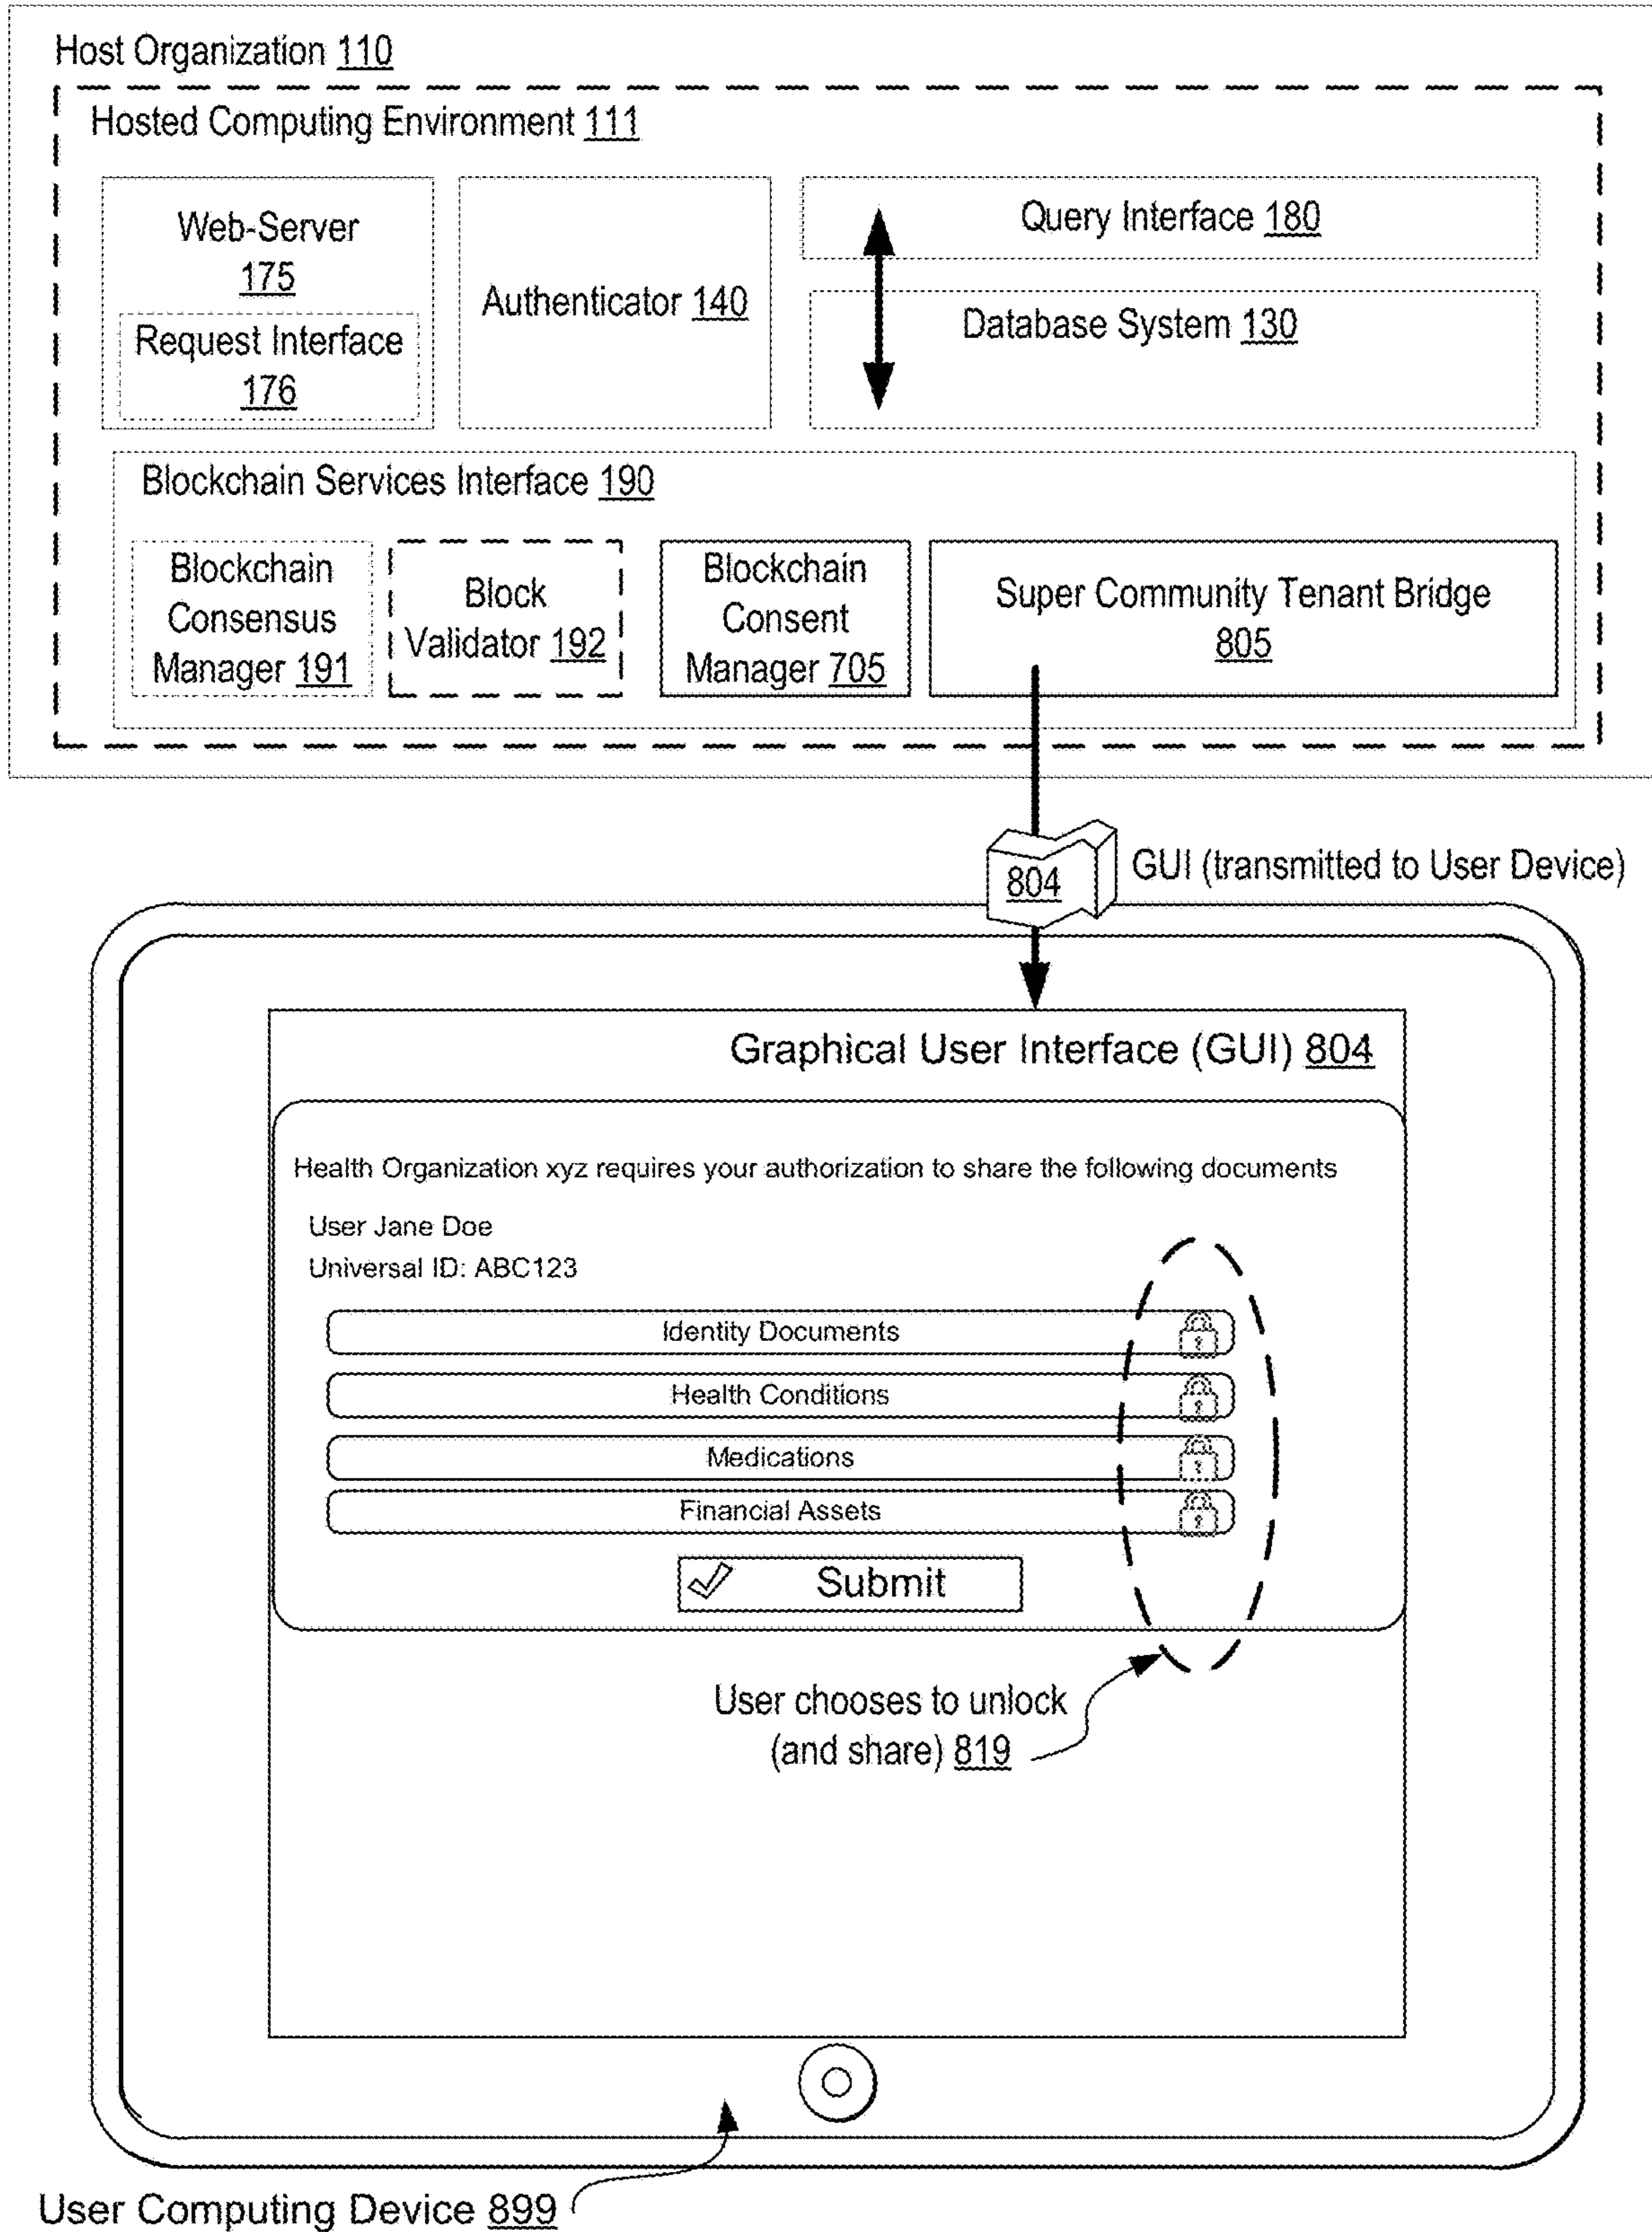 Host Organization 110
Hosted Computing Environment 111
Web-Server
175
Request Interface
176
Authenticator 140
Query Interface 180
Database System 130
Blockchain Services Interface 190
Blockchain
Consensus
Manager 191
Block
Validator 192
Blockchain
Consent
Manager 705
Super Community Tenant Bridge
805
804
GUI (transmitted to User Device)
Graphical User Interface (GUI) 804
Health Organization xyz requires your authorization to share the following documents
User Jane Doe
Universal ID: ABC123
Identity Documents
Health Conditions
Medications
Financial Assets
Submit
User chooses to unlock
(and share) 819
User Computing Device 899